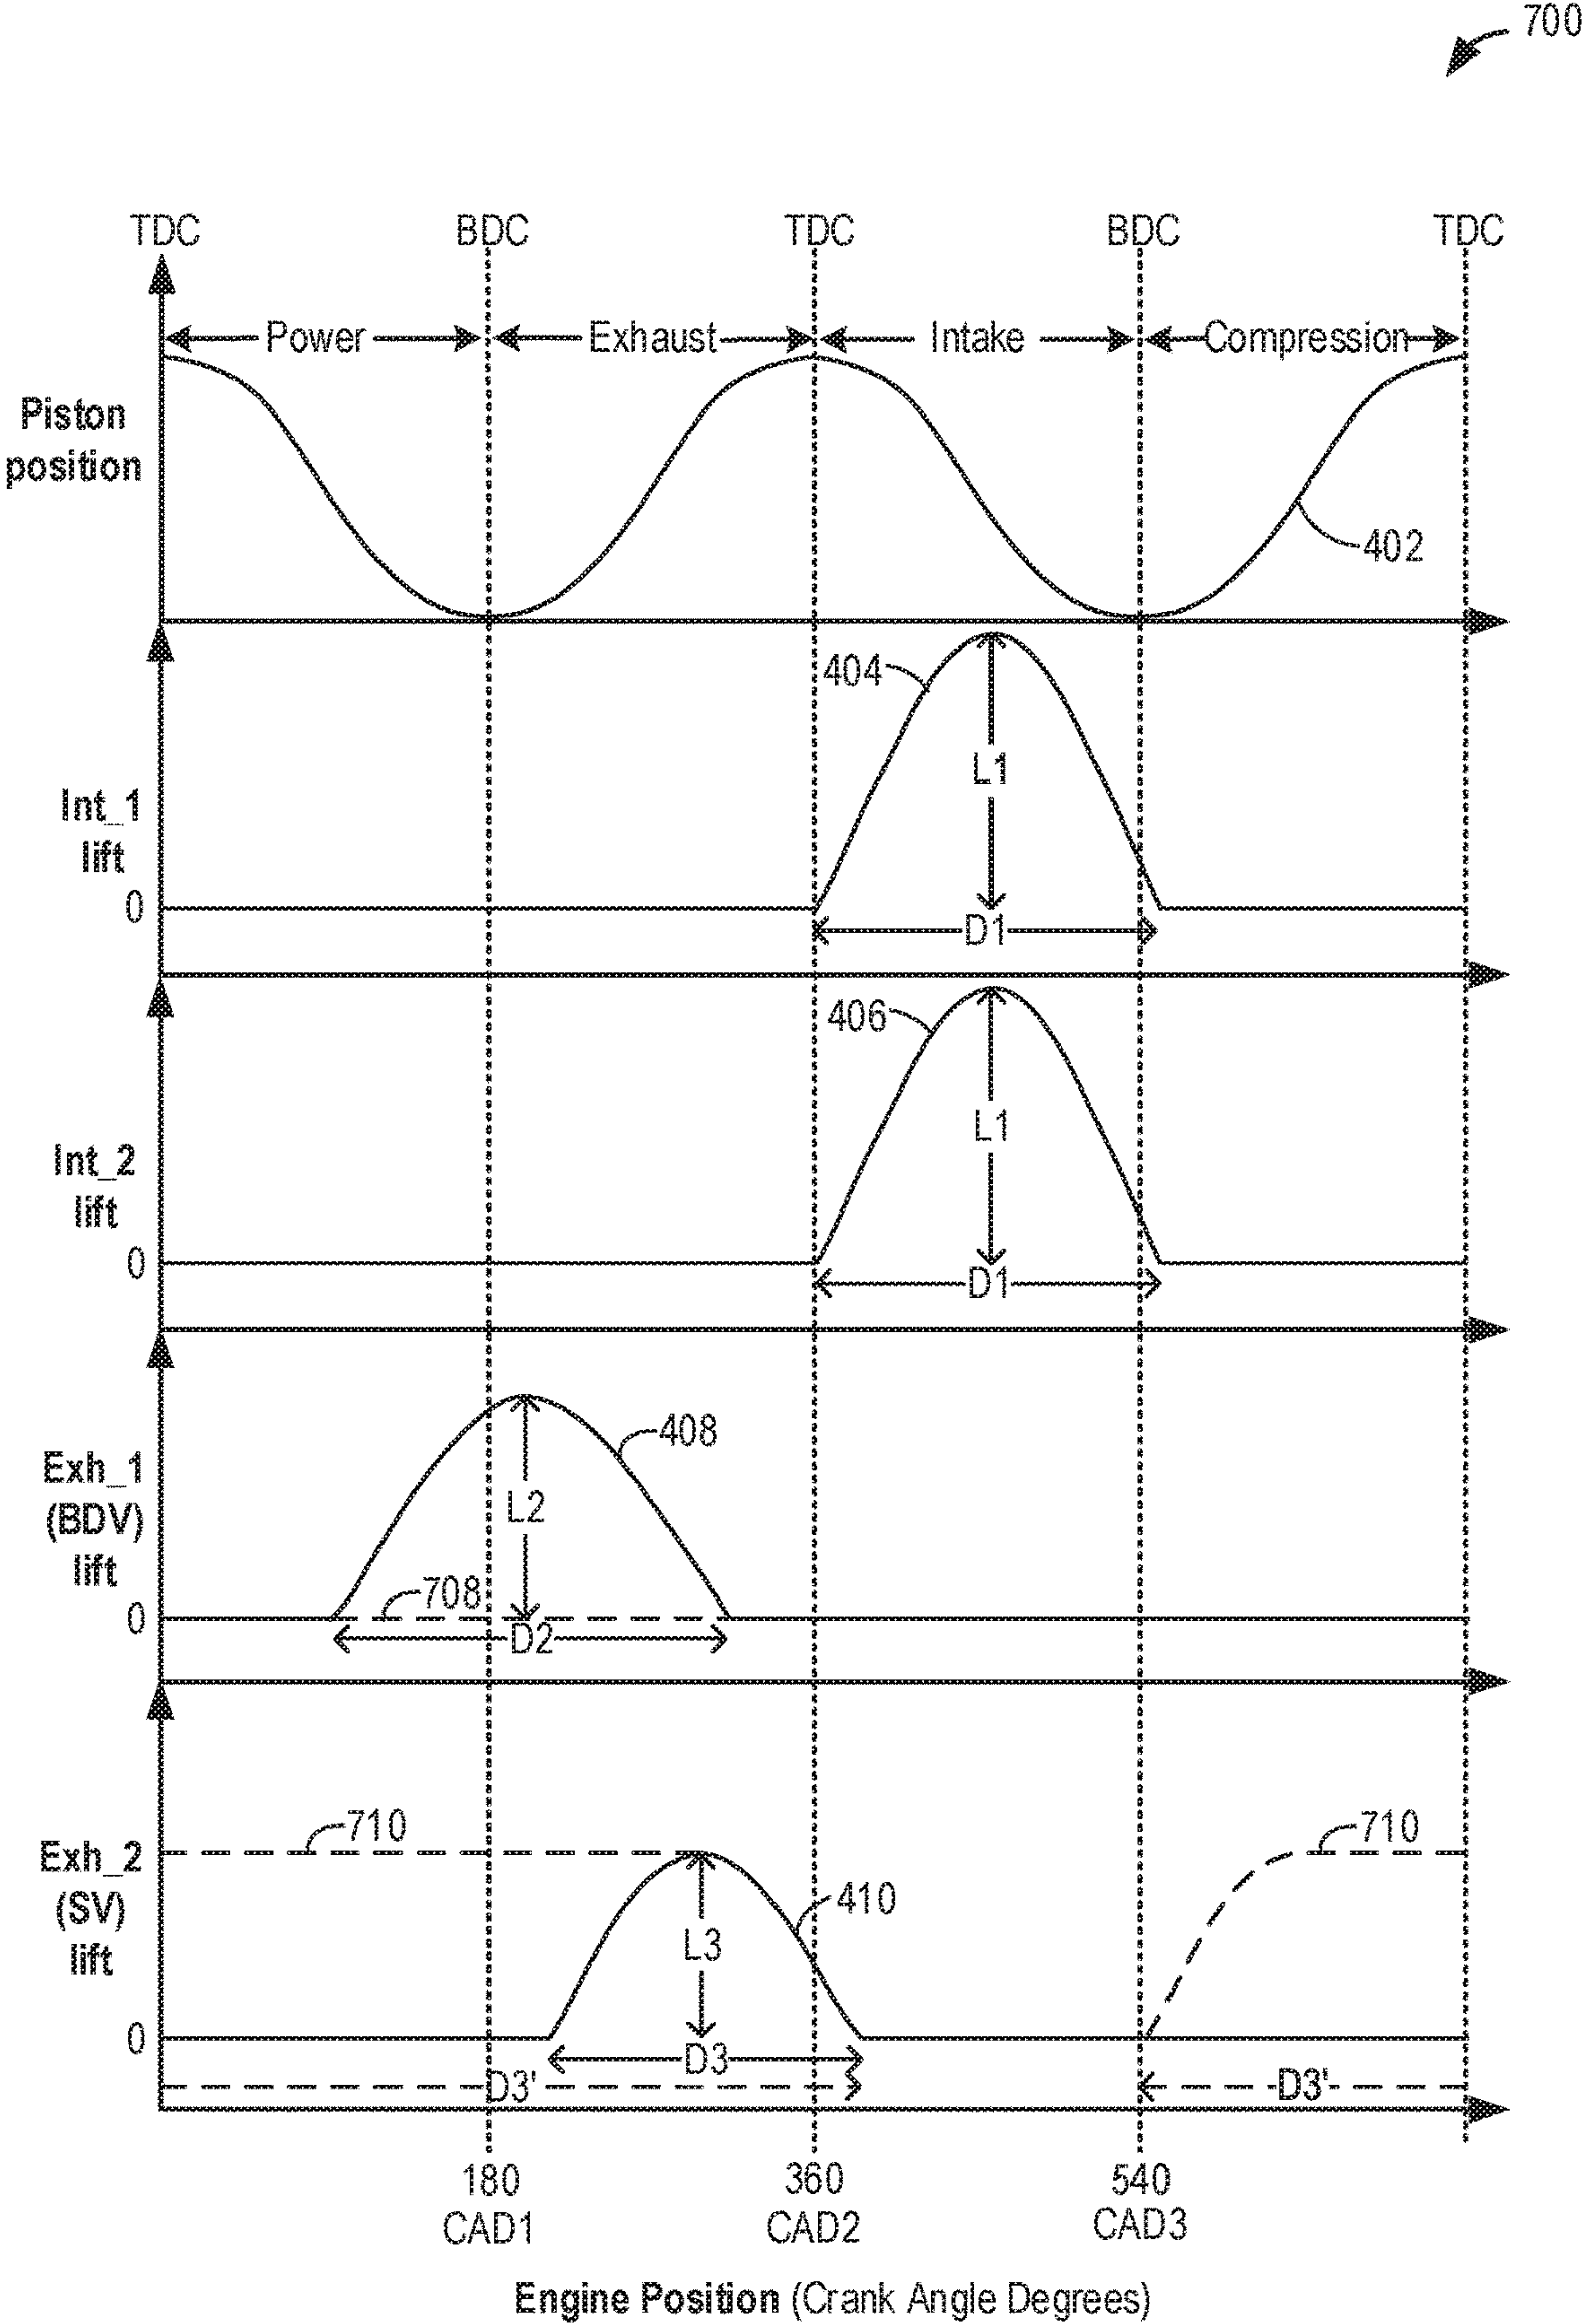 700
TDC BDC TDC BDC TDC
Power Exhaust Intake Compression
Piston
position
402
404
L1
Int_1
lift
0
D1
406
L1
Int_2
lift
0
D1
408
Exh_1
(BDV)
lift
L2
708
0
D2
710
710
Exh_2
(SV)
lift
410
L3
0
D3
D3'
D3'
180 360 540
CAD1 CAD2 CAD3
Engine Position (Crank Angle Degrees)